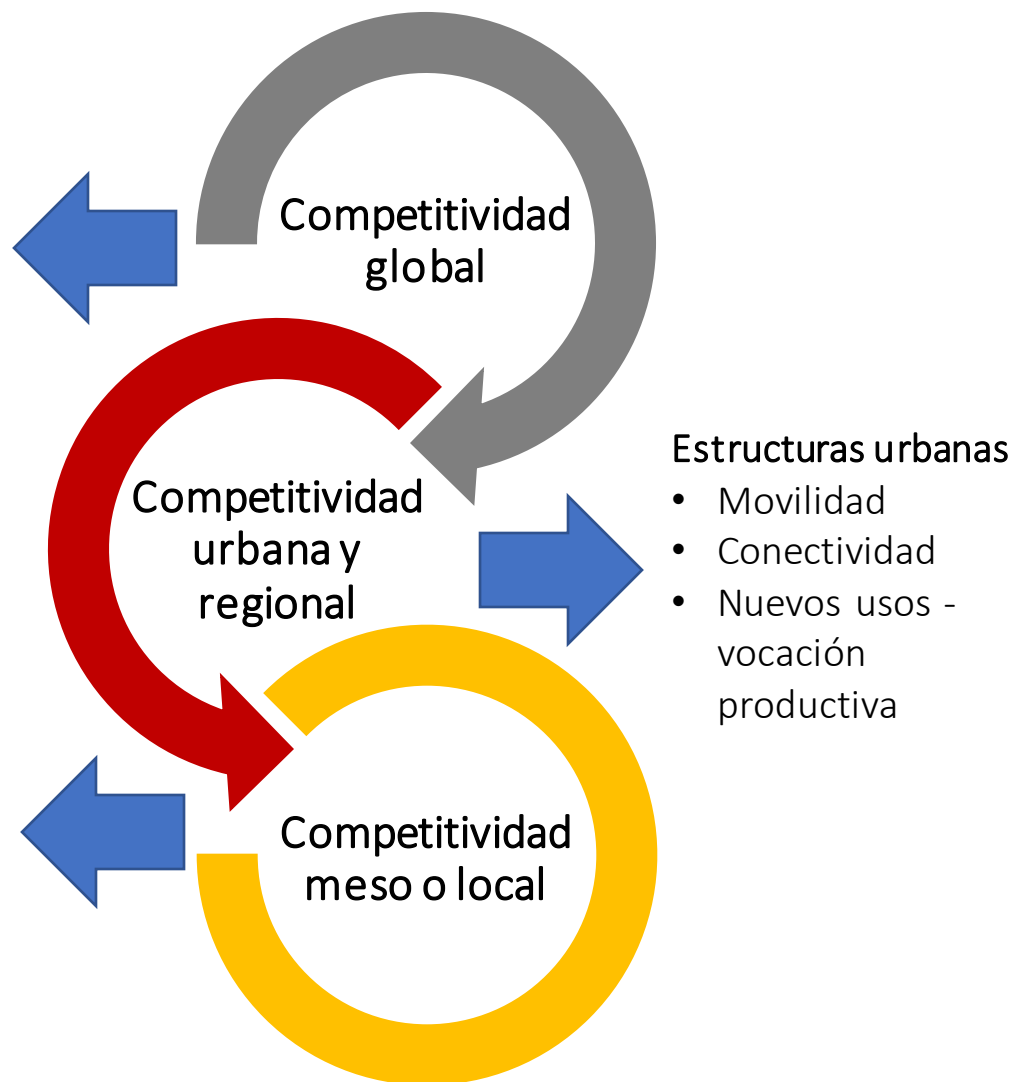 Competitividad
global
Competitividad
urbana y
regional
Estructuras urbanas
• Movilidad
• Conectividad
• Nuevos usos -
vocación
productiva
Competitividad
meso o local